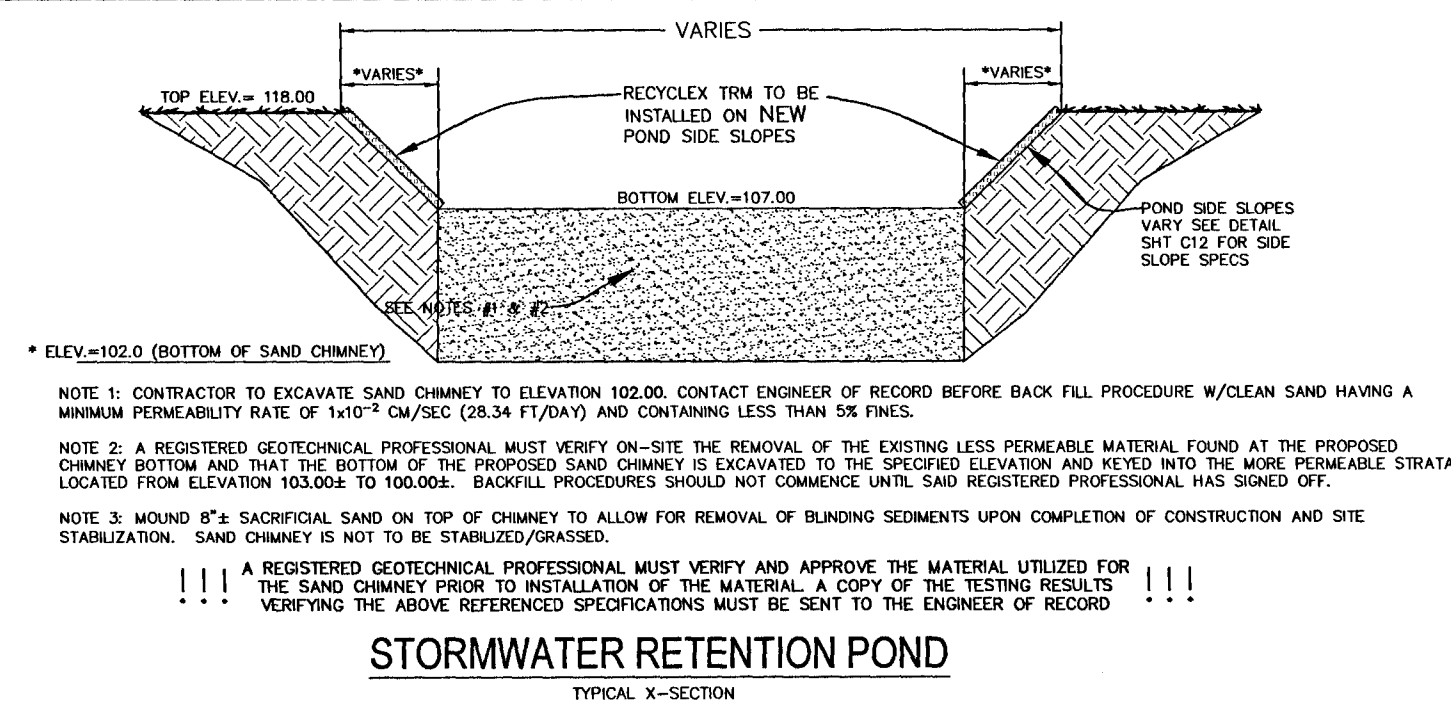 VARIES
*VARIES*
*VARIES*
TOP ELEV.= 118.00
RECYCLEX TRM TO BE
INSTALLED ON NEW
POND SIDE SLOPES
BOTTOM ELEV.=107.00
POND SIDE SLOPES
VARY SEE DETAIL
SHT C12 FOR SIDE
SLOPE SPECS
SEE NOTES #1 & #2
* ELEV.=102.0 (BOTTOM OF SAND CHIMNEY)
NOTE 1: CONTRACTOR TO EXCAVATE SAND CHIMNEY TO ELEVATION 102.00. CONTACT ENGINEER OF RECORD BEFORE BACK FILL PROCEDURE W/CLEAN SAND HAVING A
MINIMUM PERMEABILITY RATE OF 1x10⁻² CM/SEC (28.34 FT/DAY) AND CONTAINING LESS THAN 5% FINES.
NOTE 2: A REGISTERED GEOTECHNICAL PROFESSIONAL MUST VERIFY ON-SITE THE REMOVAL OF THE EXISTING LESS PERMEABLE MATERIAL FOUND AT THE PROPOSED
CHIMNEY BOTTOM AND THAT THE BOTTOM OF THE PROPOSED SAND CHIMNEY IS EXCAVATED TO THE SPECIFIED ELEVATION AND KEYED INTO THE MORE PERMEABLE STRATA
LOCATED FROM ELEVATION 103.00± TO 100.00±. BACKFILL PROCEDURES SHOULD NOT COMMENCE UNTIL SAID REGISTERED PROFESSIONAL HAS SIGNED OFF.
NOTE 3: MOUND 8"± SACRIFICIAL SAND ON TOP OF CHIMNEY TO ALLOW FOR REMOVAL OF BLINDING SEDIMENTS UPON COMPLETION OF CONSTRUCTION AND SITE
STABILIZATION. SAND CHIMNEY IS NOT TO BE STABILIZED/GRASSED.
!!! A REGISTERED GEOTECHNICAL PROFESSIONAL MUST VERIFY AND APPROVE THE MATERIAL UTILIZED FOR
THE SAND CHIMNEY PRIOR TO INSTALLATION OF THE MATERIAL. A COPY OF THE TESTING RESULTS !!!
VERIFYING THE ABOVE REFERENCED SPECIFICATIONS MUST BE SENT TO THE ENGINEER OF RECORD
STORMWATER RETENTION POND
TYPICAL X-SECTION